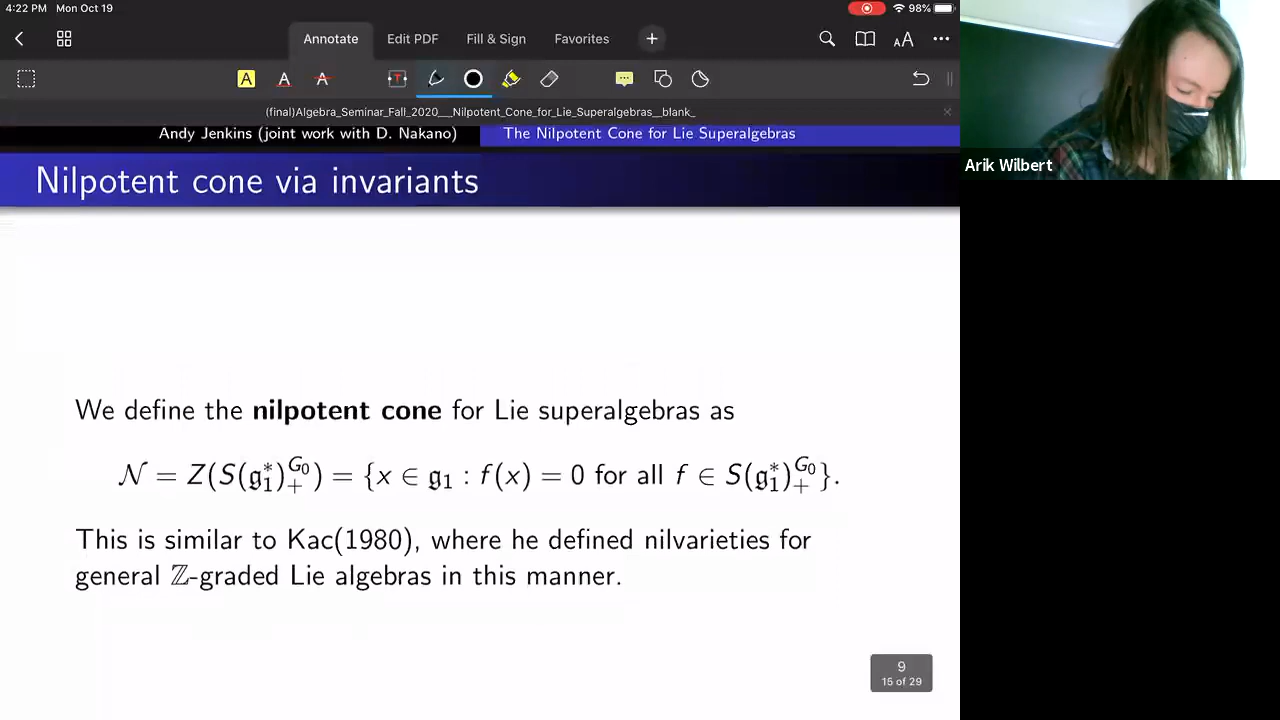 4:22 PM Mon Oct 19
98%
Annotate Edit PDF Fill & Sign Favorites
AA
A A A T
(final)Algebra_Seminar_Fall_2020___Nilpotent_Cone_for_Lie_Superalgebras__blank_
Andy Jenkins (joint work with D. Nakano) The Nilpotent Cone for Lie Superalgebras
Nilpotent cone via invariants
We define the nilpotent cone for Lie superalgebras as
𝒩 = Z(S(𝔤₁*)₊^{G₀}) = {x ∈ 𝔤₁ : f(x) = 0 for all f ∈ S(𝔤₁*)₊^{G₀}}.
This is similar to Kac(1980), where he defined nilvarieties for
general ℤ-graded Lie algebras in this manner.
9
15 of 29
Arik Wilbert